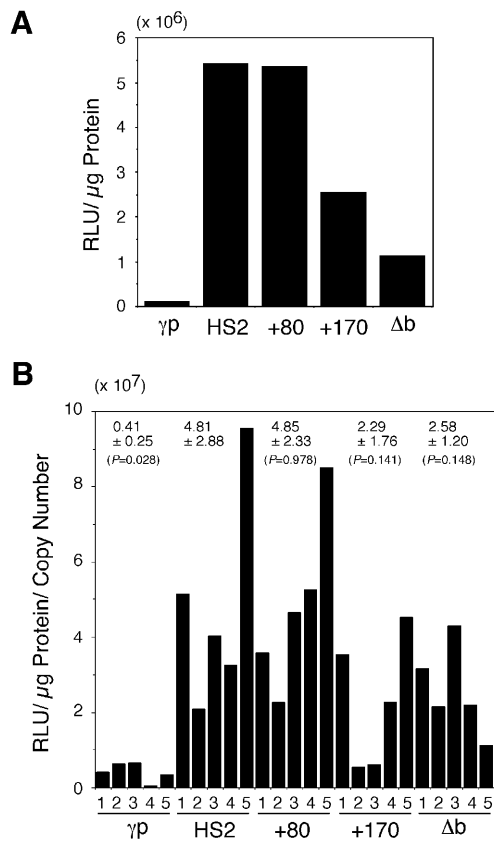 A
(x 10⁶)
RLU/ µg Protein
6
5
4
3
2
1
0
γp HS2 +80 +170 Δb
B
(x 10⁷)
RLU/ µg Protein/ Copy Number
10
8
6
4
2
0
0.41 4.81 4.85 2.29 2.58
± 0.25 ± 2.88 ± 2.33 ± 1.76 ± 1.20
(P=0.028) (P=0.978) (P=0.141) (P=0.148)
1 2 3 4 5 1 2 3 4 5 1 2 3 4 5 1 2 3 4 5 1 2 3 4 5
γp HS2 +80 +170 Δb